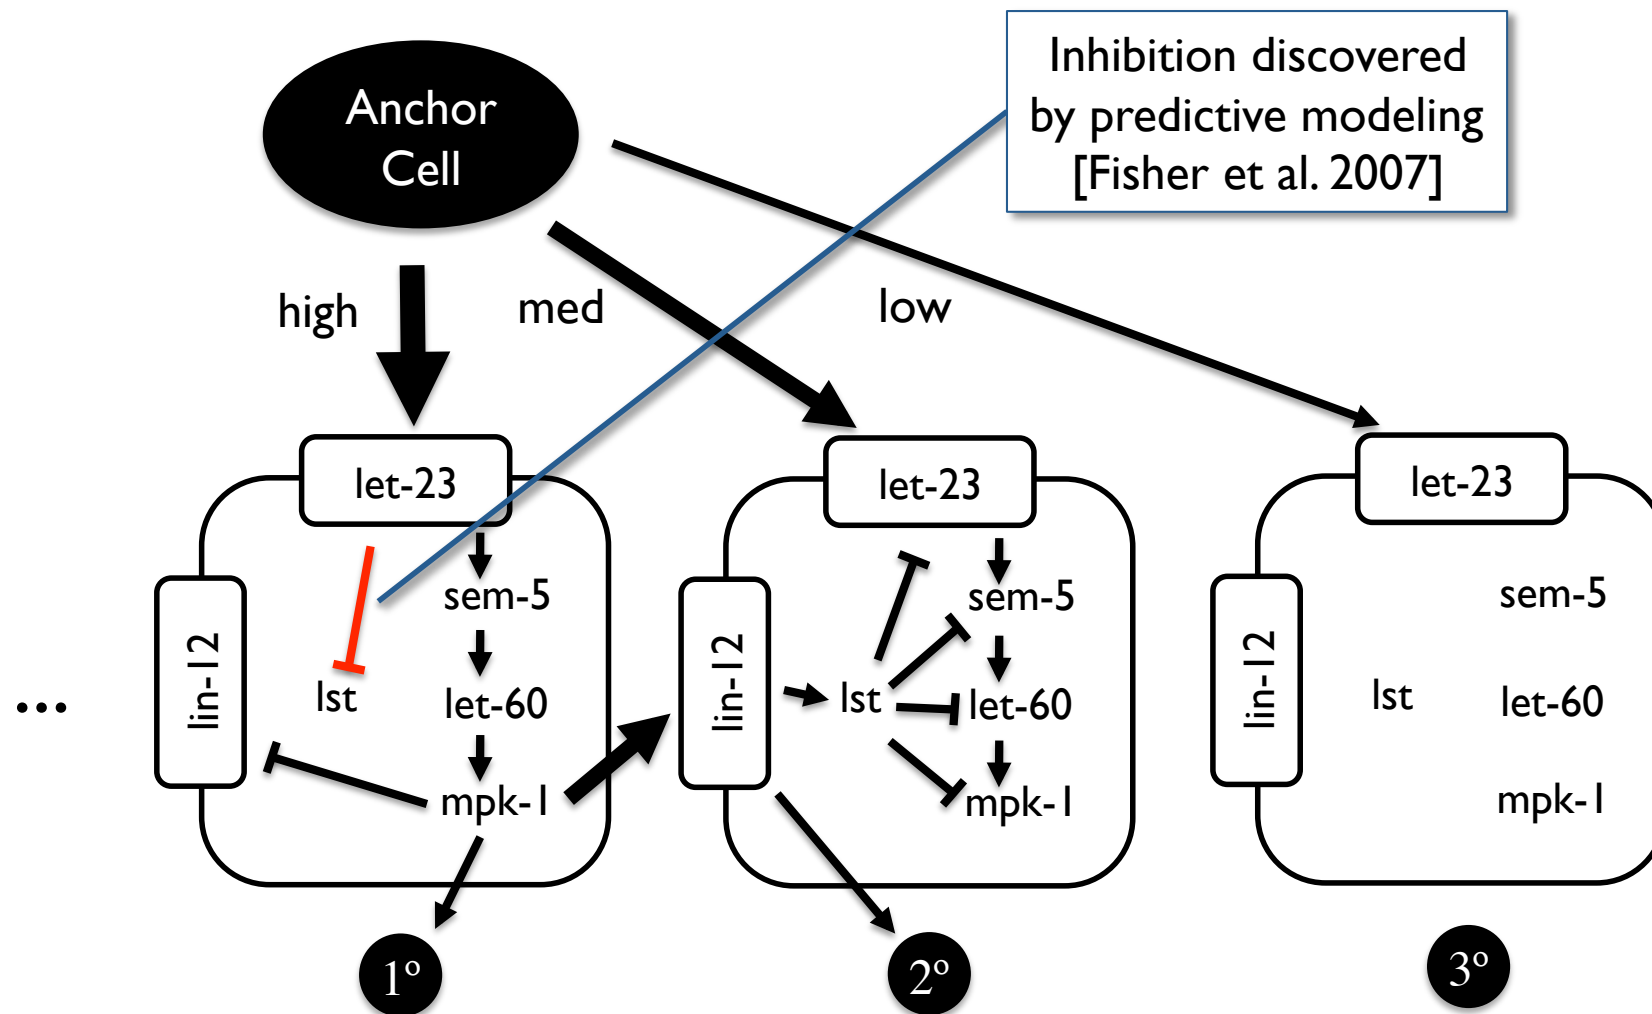 Anchor
Cell
Inhibition discovered
by predictive modeling
[Fisher et al. 2007]
high
med
low
let-23
sem-5
lin-12
lst
let-60
mpk-1
1º
let-23
sem-5
lin-12
lst
let-60
mpk-1
2º
let-23
sem-5
lin-12
lst
let-60
mpk-1
3º
...